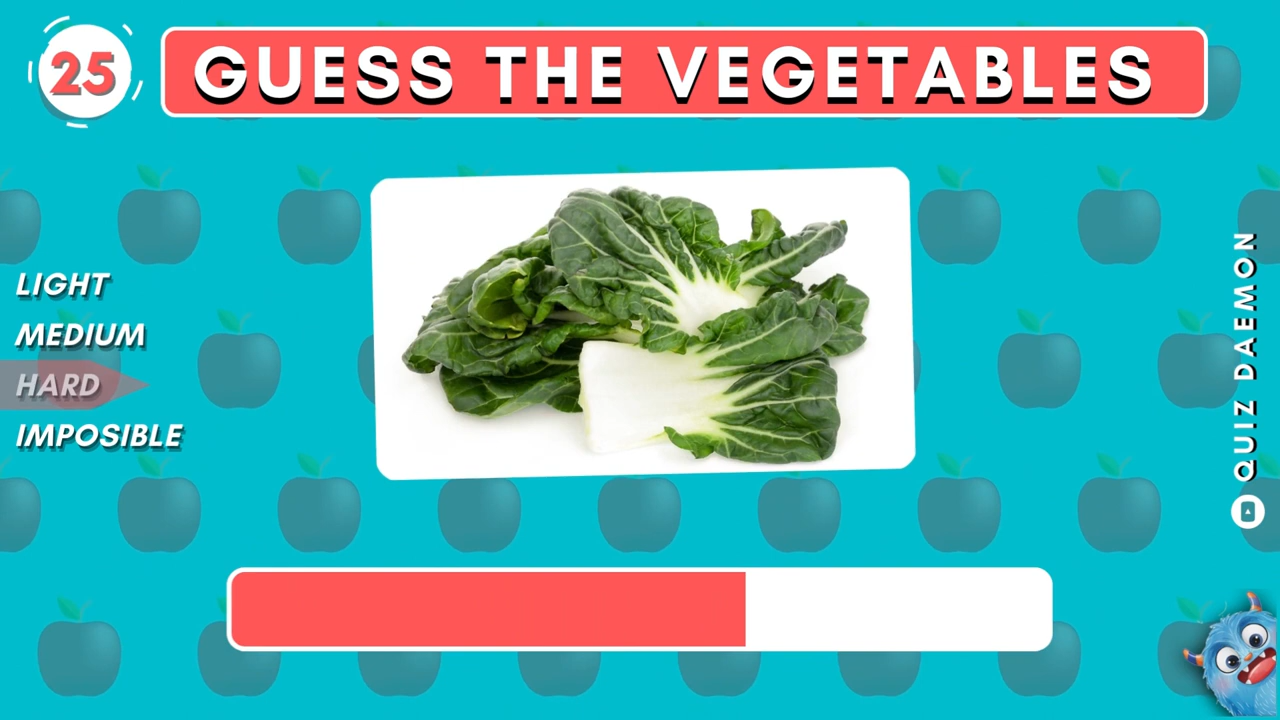 25
GUESS THE VEGETABLES
LIGHT
MEDIUM
HARD
IMPOSIBLE
QUIZ DAEMON